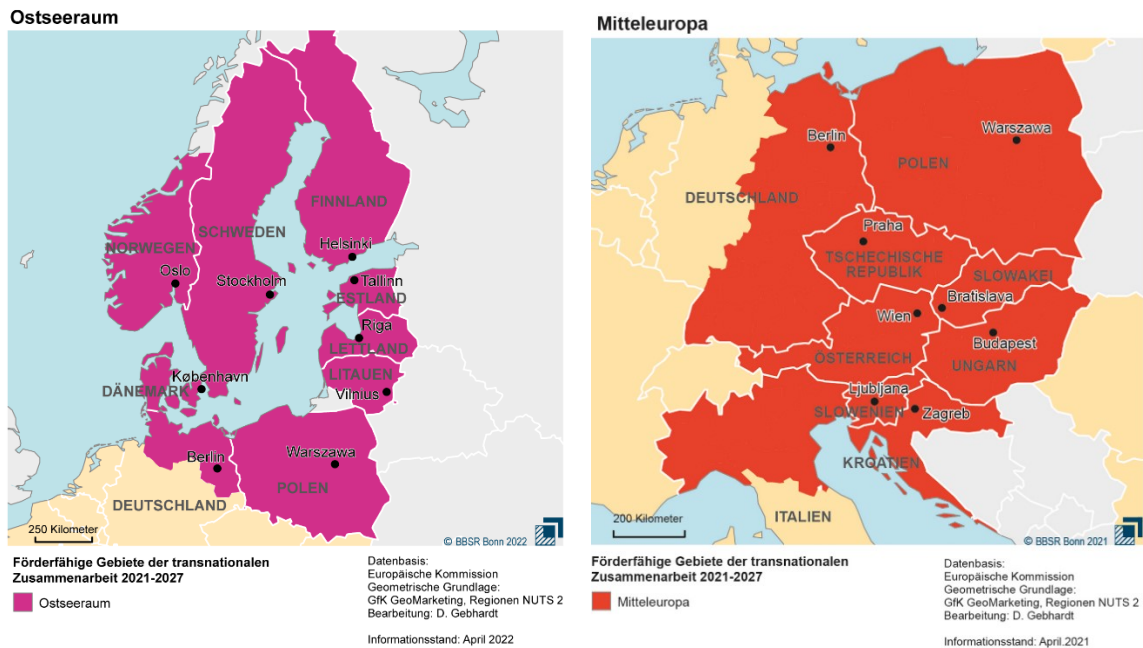 Ostseeraum
FINNLAND
SCHWEDEN
NORWEGEN
Helsinki
Oslo
Stockholm
Tallinn
ESTLAND
Riga
LETTLAND
LITAUEN
København
DÄNEMARK
Vilnius
Berlin
Warszawa
POLEN
DEUTSCHLAND
250 Kilometer
© BBSR Bonn 2022
Förderfähige Gebiete der transnationalen
Zusammenarbeit 2021-2027
Ostseeraum
Datenbasis:
Europäische Kommission
Geometrische Grundlage:
GfK GeoMarketing, Regionen NUTS 2
Bearbeitung: D. Gebhardt
Informationsstand: April 2022
Mitteleuropa
Berlin
Warszawa
POLEN
DEUTSCHLAND
Praha
TSCHECHISCHE
REPUBLIK
SLOWAKEI
Bratislava
Wien
Budapest
ÖSTERREICH
UNGARN
Ljubljana
SLOWENIEN
Zagreb
KROATIEN
ITALIEN
200 Kilometer
© BBSR Bonn 2021
Förderfähige Gebiete der transnationalen
Zusammenarbeit 2021-2027
Mitteleuropa
Datenbasis:
Europäische Kommission
Geometrische Grundlage:
GfK GeoMarketing, Regionen NUTS 2
Bearbeitung: D. Gebhardt
Informationsstand: April.2021